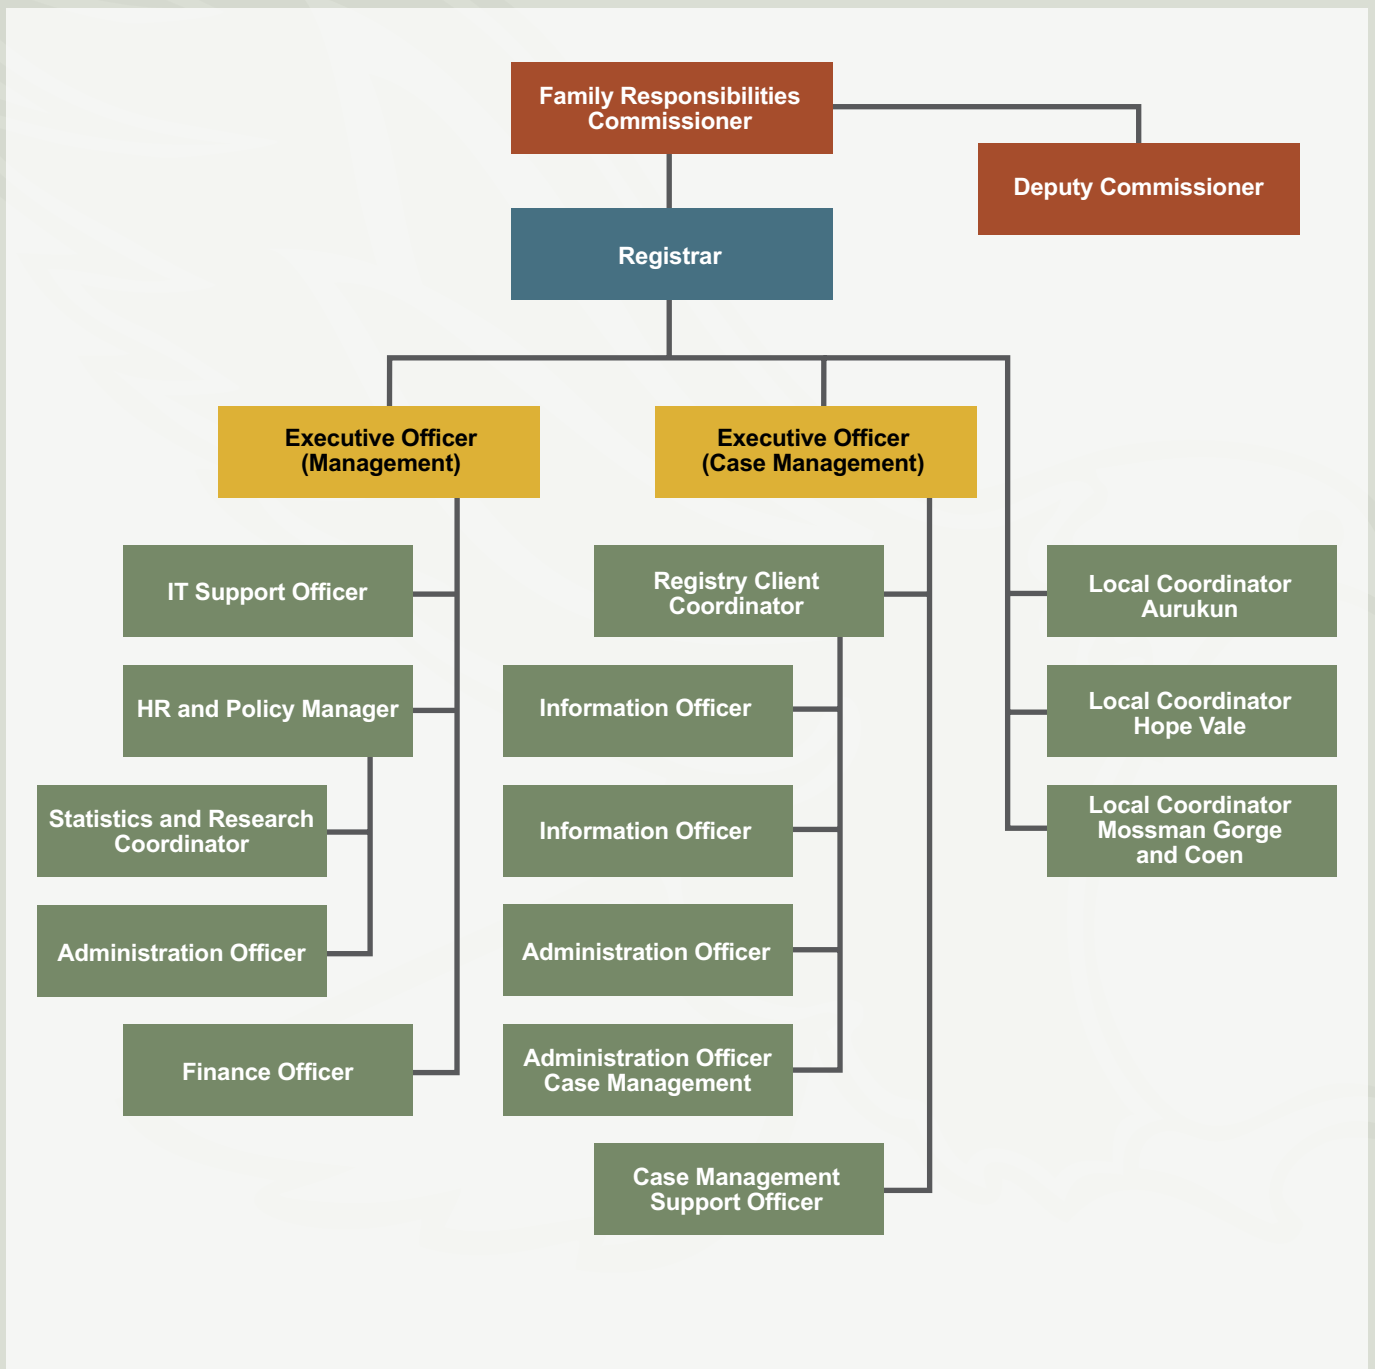 Family Responsibilities
Commissioner
Deputy Commissioner
Registrar
Executive Officer
(Management)
Executive Officer
(Case Management)
IT Support Officer
HR and Policy Manager
Statistics and Research
Coordinator
Administration Officer
Finance Officer
Registry Client
Coordinator
Information Officer
Information Officer
Administration Officer
Administration Officer
Case Management
Case Management
Support Officer
Local Coordinator
Aurukun
Local Coordinator
Hope Vale
Local Coordinator
Mossman Gorge
and Coen